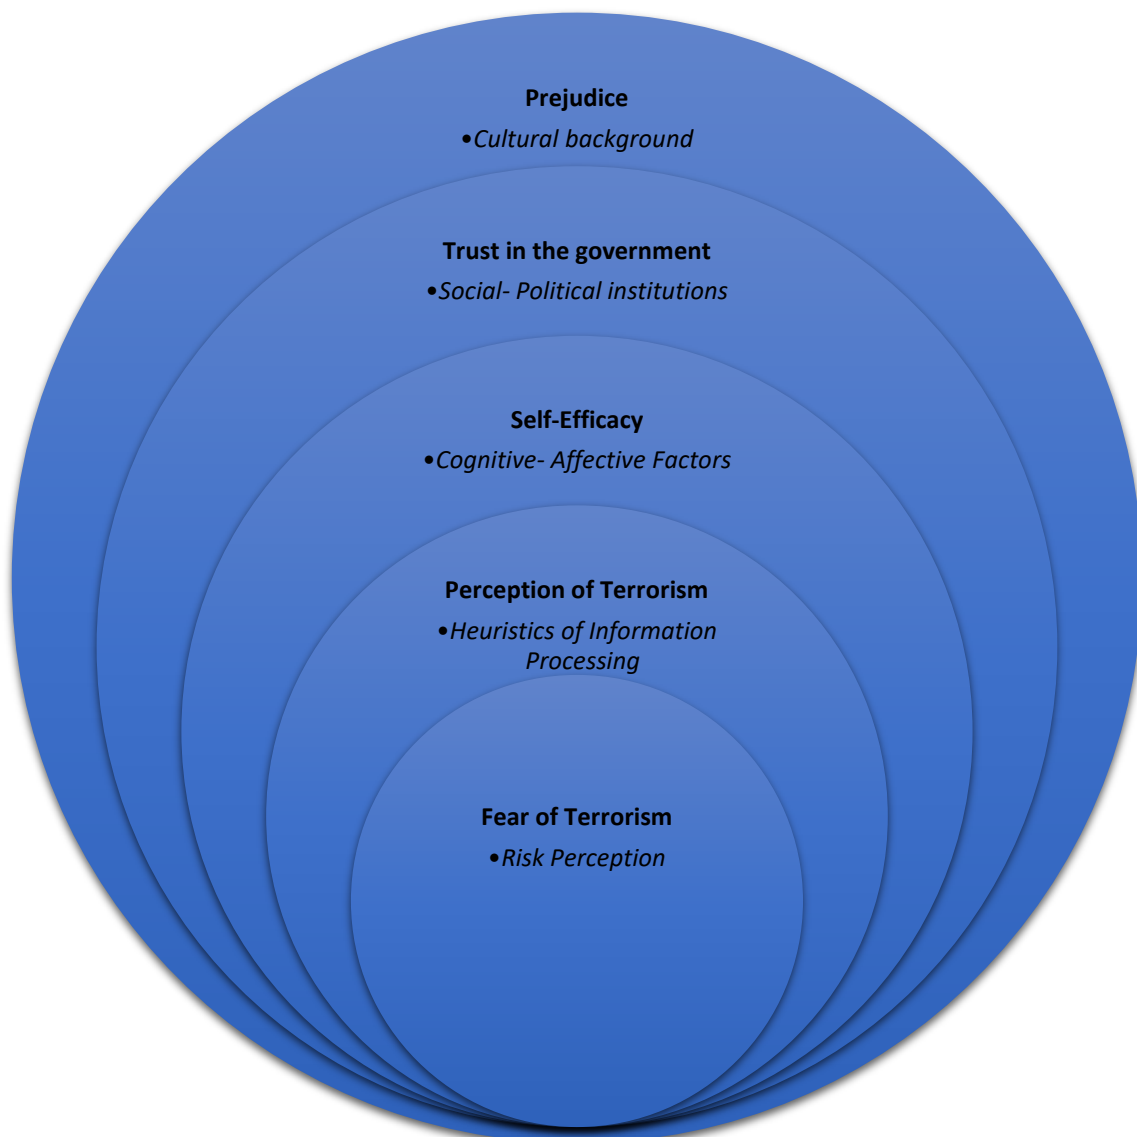 Prejudice
•Cultural background
Trust in the government
•Social- Political institutions
Self-Efficacy
•Cognitive- Affective Factors
Perception of Terrorism
•Heuristics of Information
Processing
Fear of Terrorism
•Risk Perception